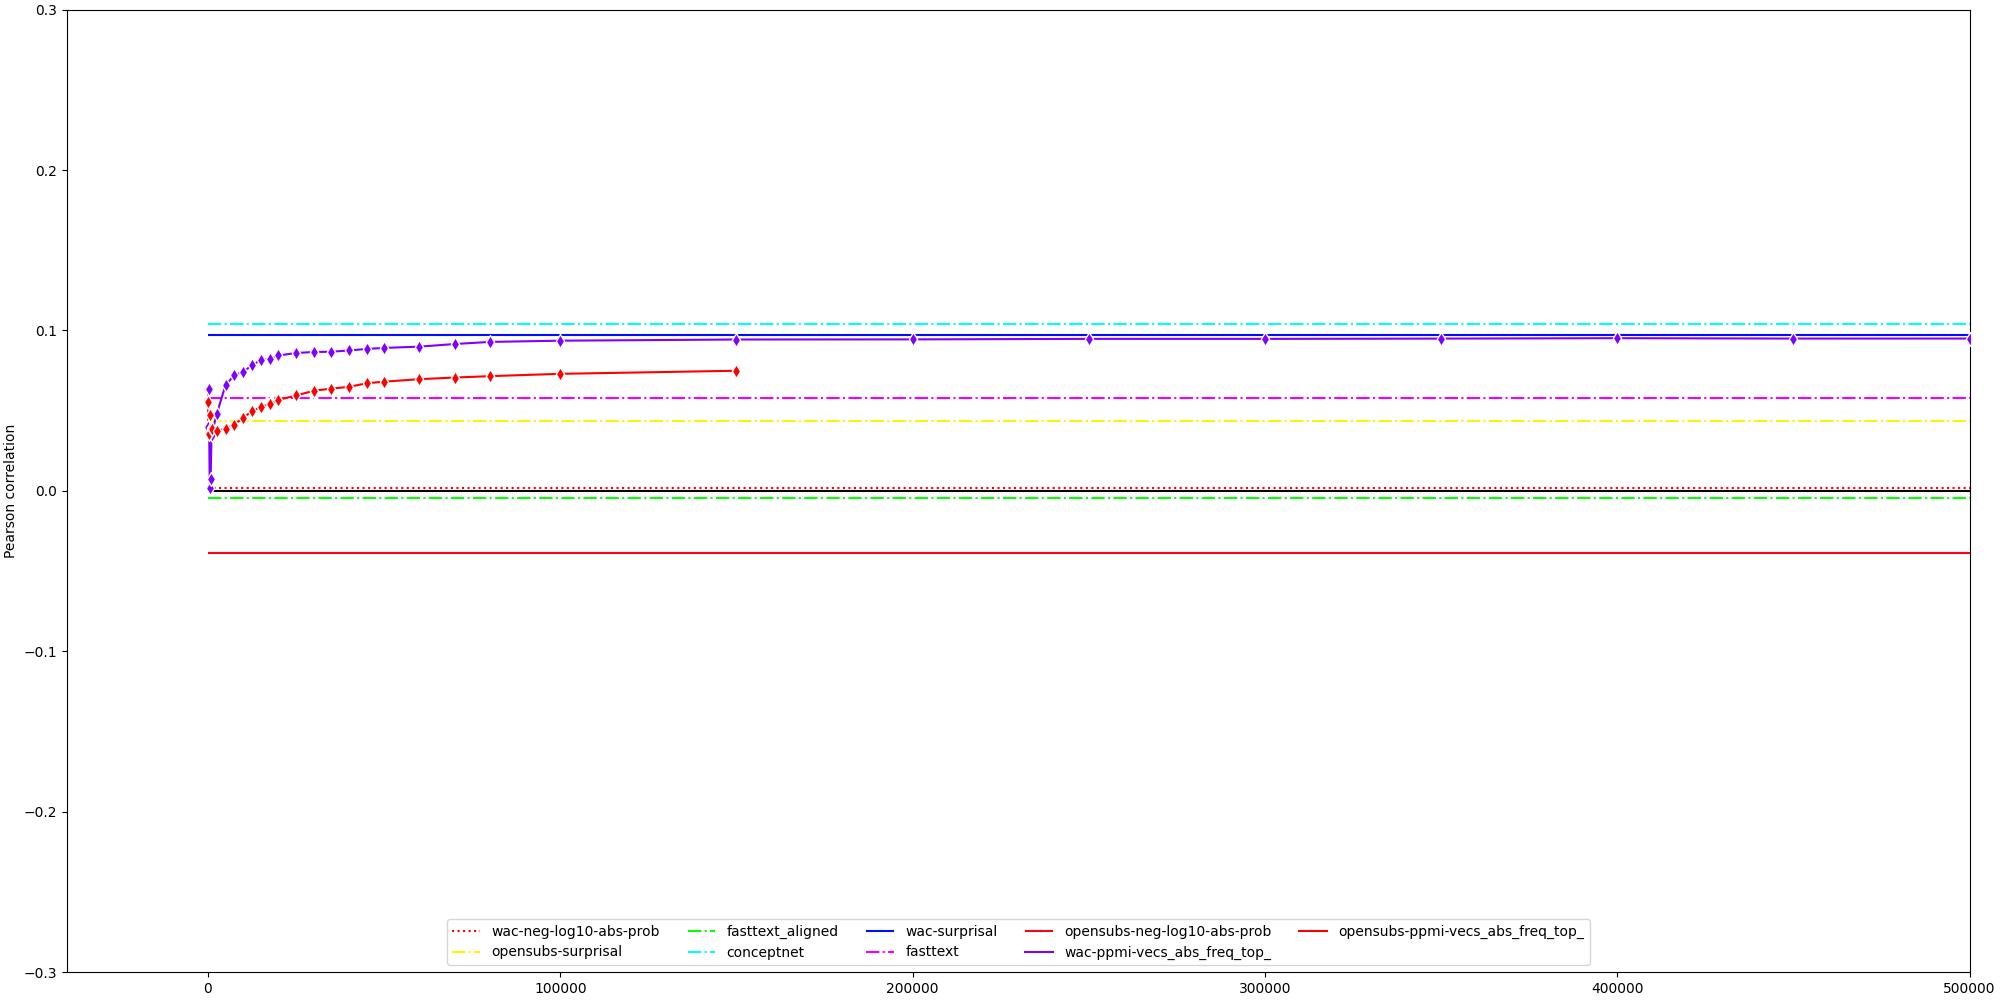 0.3
0.2
0.1
0.0
−0.1
−0.2
−0.3
Pearson correlation
wac-neg-log10-abs-prob
opensubs-surprisal
fasttext_aligned
conceptnet
wac-surprisal
fasttext
opensubs-neg-log10-abs-prob
wac-ppmi-vecs_abs_freq_top_
opensubs-ppmi-vecs_abs_freq_top_
0 100000 200000 300000 400000 500000